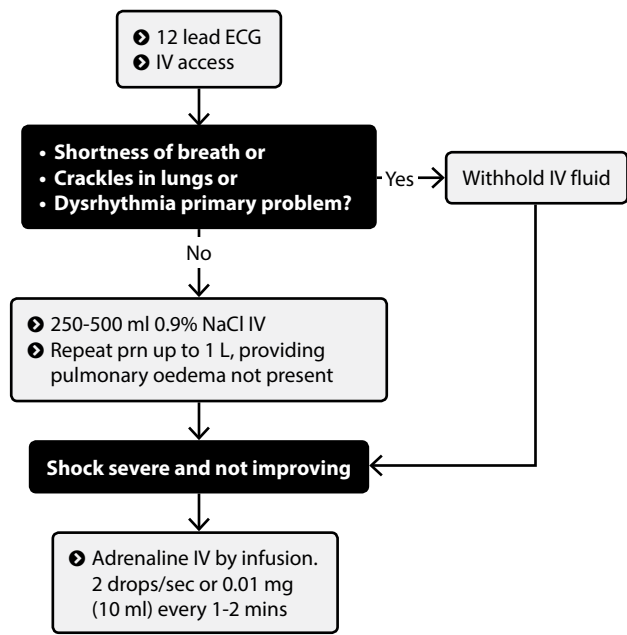 ➲ 12 lead ECG
➲ IV access
• Shortness of breath or
• Crackles in lungs or
• Dysrhythmia primary problem?
Yes
Withhold IV fluid
No
➲ 250-500 ml 0.9% NaCl IV
➲ Repeat prn up to 1 L, providing
pulmonary oedema not present
Shock severe and not improving
➲ Adrenaline IV by infusion.
2 drops/sec or 0.01 mg
(10 ml) every 1-2 mins